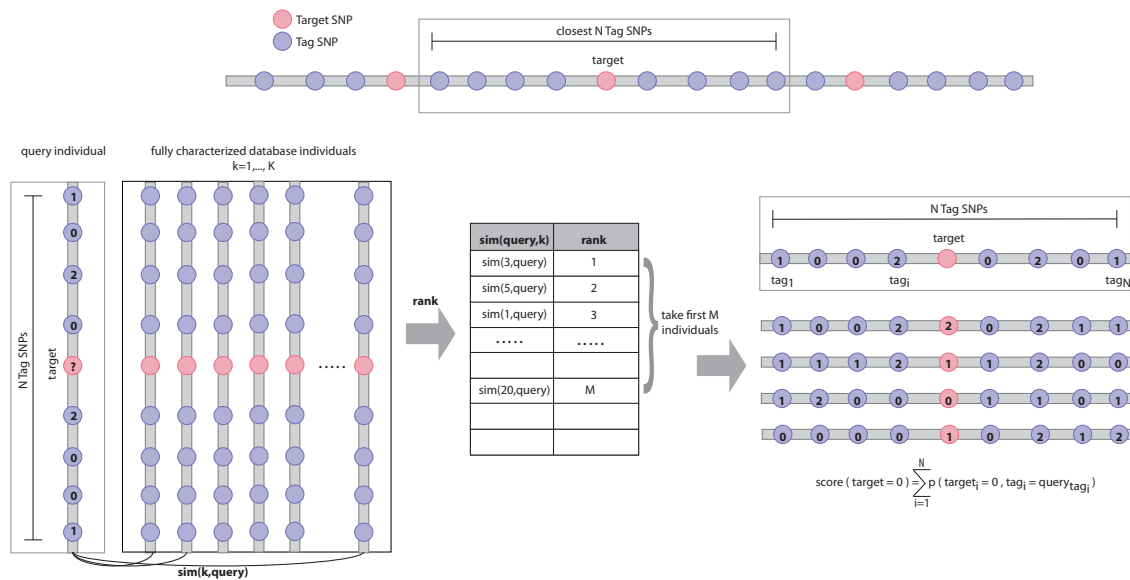 Target SNP
Tag SNP
closest N Tag SNPs
target
query individual
fully characterized database individuals
k=1,..., K
N Tag SNPs
target
1
0
2
0
?
2
0
0
1
.....
sim(k,query)
rank
sim(query,k) rank
sim(3,query) 1
sim(5,query) 2
sim(1,query) 3
..... .....
sim(20,query) M
take first M
individuals
N Tag SNPs
target
1 0 0 2 0 2 0 1
tag1 tagi tagN
1 0 0 2 2 0 2 1 1
1 1 1 2 1 1 2 0 0
1 2 0 0 0 1 1 0 1
0 0 0 0 1 0 2 1 2
N
score ( target = 0 ) = ∑ p ( targeti = 0 , tagi = querytagi )
i=1